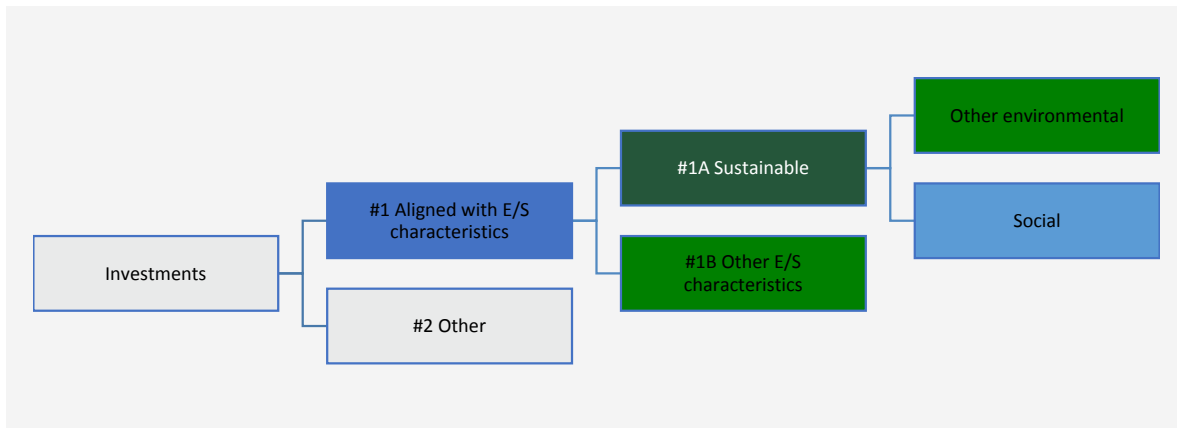 Investments
#1 Aligned with E/S
characteristics
#2 Other
#1A Sustainable
#1B Other E/S
characteristics
Other environmental
Social